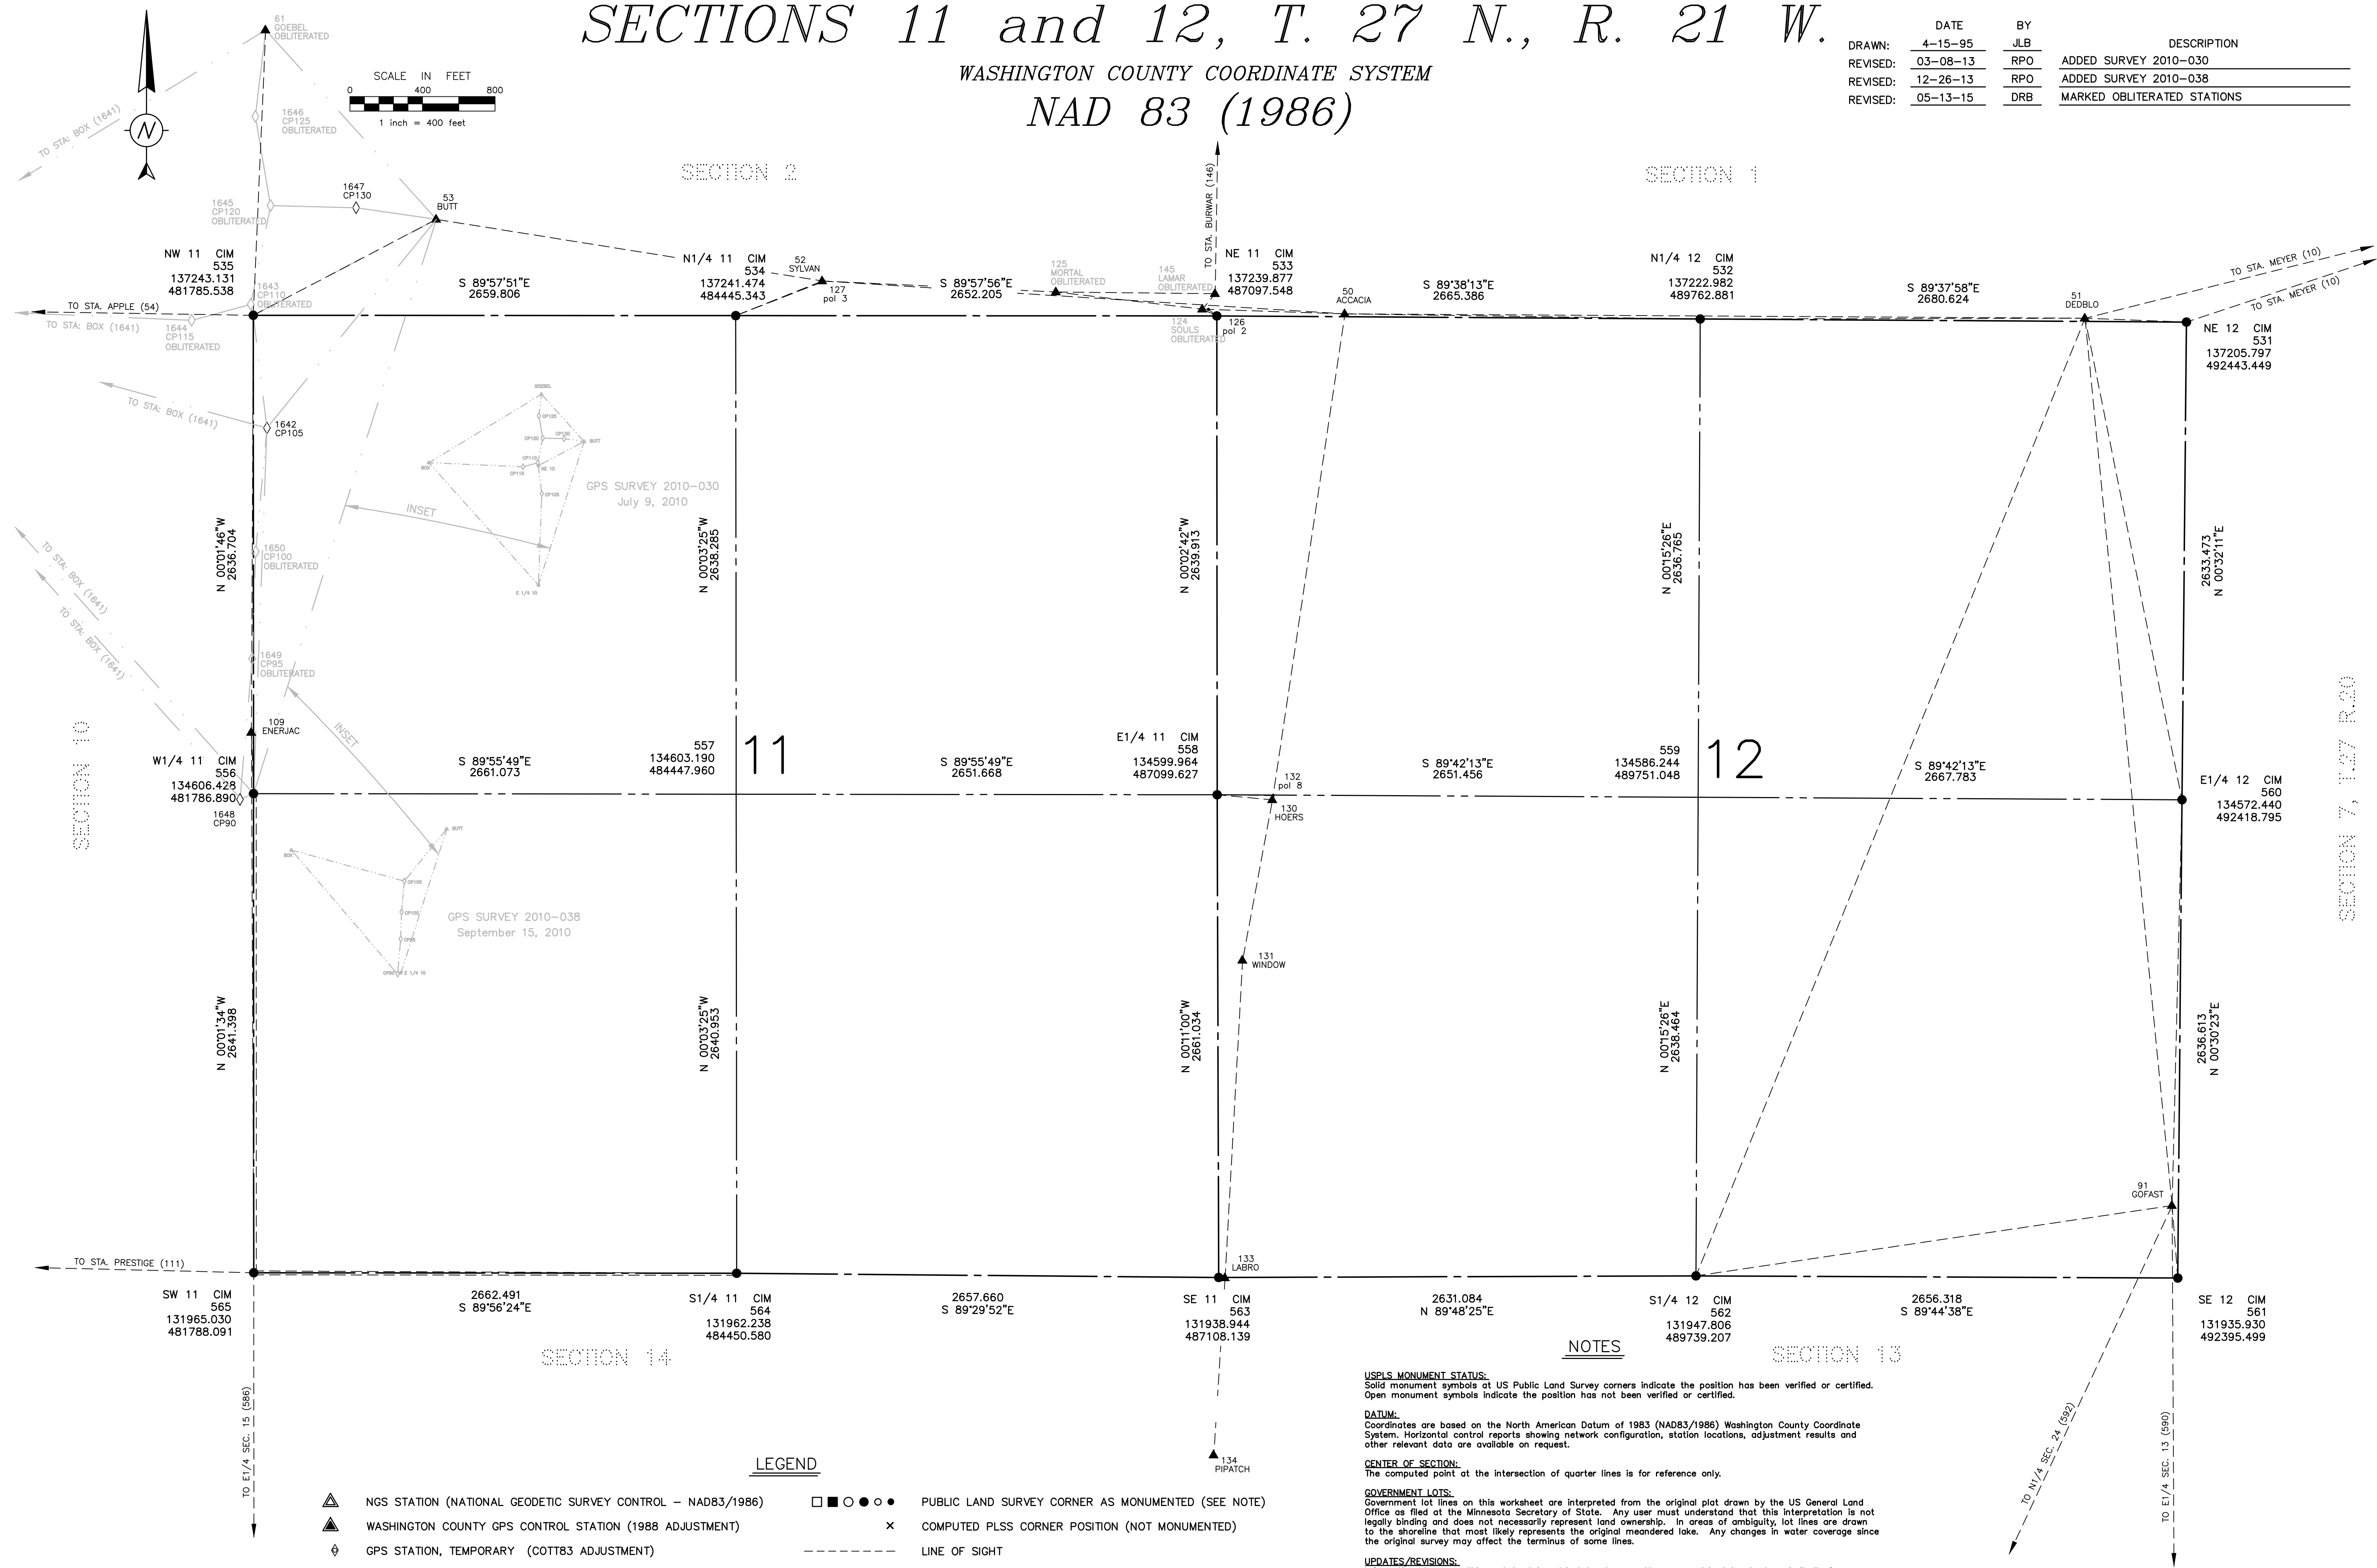 SECTIONS 11 and 12, T. 27 N., R. 21 W.
WASHINGTON COUNTY COORDINATE SYSTEM
NAD 83 (1986)
DATE BY DESCRIPTION
DRAWN: 4-15-95 JLB
REVISED: 03-08-13 RPO ADDED SURVEY 2010-030
REVISED: 12-26-13 RPO ADDED SURVEY 2010-038
REVISED: 05-13-15 DRB MARKED OBLITERATED STATIONS
N
SCALE IN FEET
0 400 800
1 inch = 400 feet
61
GOEBEL
OBLITERATED
TO STA: BOX (1641)
1646
CP125
OBLITERATED
1645
CP120
OBLITERATED
1647
CP130
53
BUTT
SECTION 2
SECTION 1
TO STA. BURWAR (146)
NW 11 CIM
535
137243.131
481785.538
1643
CP110
OBLITERATED
TO STA. APPLE (54)
TO STA: BOX (1641)
1644
CP115
OBLITERATED
S 89°57'51"E
2659.806
N1/4 11 CIM
534
137241.474
484445.343
52
SYLVAN
127
pol 3
S 89°57'56"E
2652.205
125
MORTAL
OBLITERATED
145
LAMAR
OBLITERATED
124
SOULS
OBLITERATED
126
pol 2
NE 11 CIM
533
137239.877
487097.548
50
ACCACIA
S 89°38'13"E
2665.386
N1/4 12 CIM
532
137222.982
489762.881
S 89°37'58"E
2680.624
51
DEDBLO
TO STA. MEYER (10)
TO STA. MEYER (10)
NE 12 CIM
531
137205.797
492443.449
TO STA: BOX (1641)
1642
CP105
GOEBEL
CP125
CP120
CP130
BUTT
BOX
CP110
CP115
NE 10
CP105
E 1/4 10
GPS SURVEY 2010-030
July 9, 2010
INSET
N 00°01'46"W
2636.704
1650
CP100
OBLITERATED
N 00°03'25"W
2638.285
N 00°02'42"W
2639.913
N 00°15'26"E
2636.765
2633.473
N 00°32'11"E
TO STA: BOX (1641)
TO STA: BOX (1641)
1649
CP95
OBLITERATED
109
ENERJAC
INSET
SECTION 10
W1/4 11 CIM
556
134606.428
481786.890
1648
CP90
S 89°55'49"E
2661.073
557
134603.190
484447.960
11
S 89°55'49"E
2651.668
E1/4 11 CIM
558
134599.964
487099.627
132
pol 8
130
HOERS
S 89°42'13"E
2651.456
559
134586.244
489751.048
12
S 89°42'13"E
2667.783
E1/4 12 CIM
560
134572.440
492418.795
SECTION 7, T.27 R.20
BUTT
BOX
CP105
CP100
CP95
CP90
E 1/4 10
GPS SURVEY 2010-038
September 15, 2010
131
WINDOW
N 00°01'34"W
2641.398
N 00°03'25"W
2640.953
N 00°11'00"W
2661.034
N 00°15'26"E
2638.464
2636.613
N 00°30'23"E
91
GOFAST
TO STA. PRESTIGE (111)
133
LABRO
SW 11 CIM
565
131965.030
481788.091
2662.491
S 89°56'24"E
S1/4 11 CIM
564
131962.238
484450.580
2657.660
S 89°29'52"E
SE 11 CIM
563
131938.944
487108.139
2631.084
N 89°48'25"E
S1/4 12 CIM
562
131947.806
489739.207
2656.318
S 89°44'38"E
SE 12 CIM
561
131935.930
492395.499
SECTION 14
SECTION 13
TO E1/4 SEC. 15 (586)
134
PIPATCH
TO N1/4 SEC. 24 (592)
TO E1/4 SEC. 13 (590)
LEGEND
NGS STATION (NATIONAL GEODETIC SURVEY CONTROL - NAD83/1986)
WASHINGTON COUNTY GPS CONTROL STATION (1988 ADJUSTMENT)
GPS STATION, TEMPORARY (COTT83 ADJUSTMENT)
PUBLIC LAND SURVEY CORNER AS MONUMENTED (SEE NOTE)
COMPUTED PLSS CORNER POSITION (NOT MONUMENTED)
LINE OF SIGHT
NOTES
USPLS MONUMENT STATUS:
Solid monument symbols at US Public Land Survey corners indicate the position has been verified or certified.
Open monument symbols indicate the position has not been verified or certified.
DATUM:
Coordinates are based on the North American Datum of 1983 (NAD83/1986) Washington County Coordinate
System. Horizontal control reports showing network configuration, station locations, adjustment results and
other relevant data are available on request.
CENTER OF SECTION:
The computed point at the intersection of quarter lines is for reference only.
GOVERNMENT LOTS:
Government lot lines on this worksheet are interpreted from the original plat drawn by the US General Land
Office as filed at the Minnesota Secretary of State. Any user must understand that this interpretation is not
legally binding and does not necessarily represent land ownership. In areas of ambiguity, lot lines are drawn
to the shoreline that most likely represents the original meandered lake. Any changes in water coverage since
the original survey may affect the terminus of some lines.
UPDATES/REVISIONS: